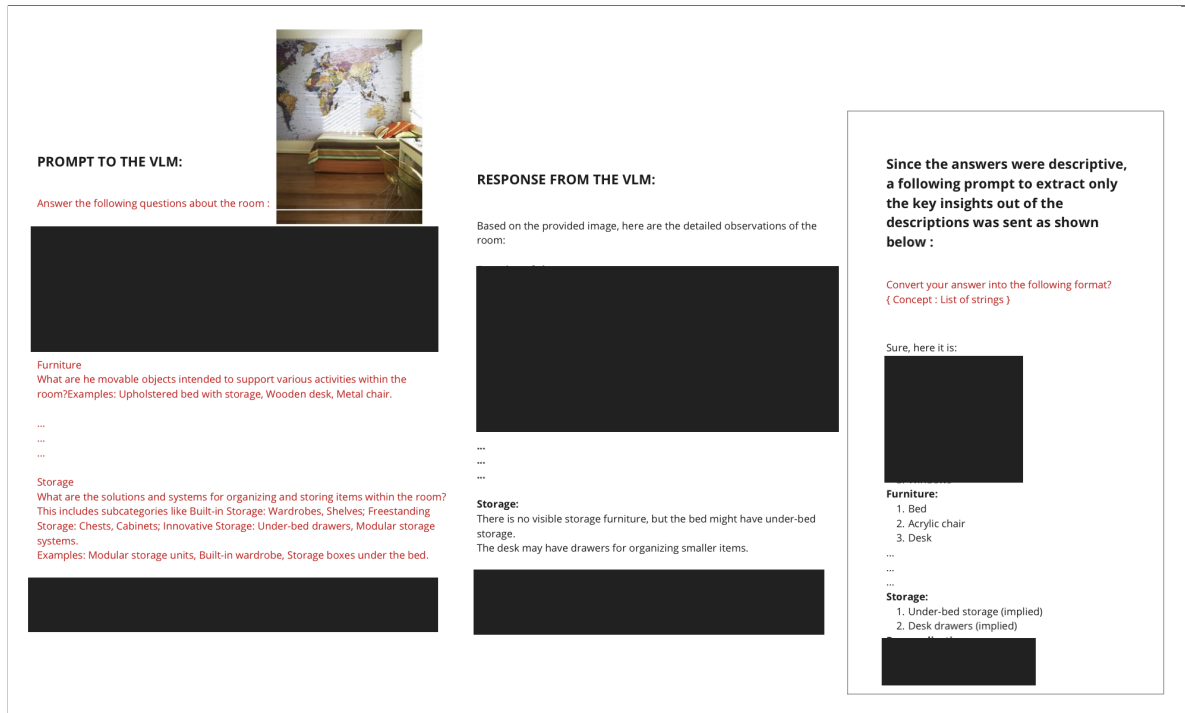 PROMPT TO THE VLM:
Answer the following questions about the room :
Furniture
What are he movable objects intended to support various activities within the
room?Examples: Upholstered bed with storage, Wooden desk, Metal chair.
...
...
...
Storage
What are the solutions and systems for organizing and storing items within the room?
This includes subcategories like Built-in Storage: Wardrobes, Shelves; Freestanding
Storage: Chests, Cabinets; Innovative Storage: Under-bed drawers, Modular storage
systems.
Examples: Modular storage units, Built-in wardrobe, Storage boxes under the bed.
RESPONSE FROM THE VLM:
Based on the provided image, here are the detailed observations of the
room:
...
...
...
Storage:
There is no visible storage furniture, but the bed might have under-bed
storage.
The desk may have drawers for organizing smaller items.
Since the answers were descriptive,
a following prompt to extract only
the key insights out of the
descriptions was sent as shown
below :
Convert your answer into the following format?
{ Concept : List of strings }
Sure, here it is:
Furniture:
1. Bed
2. Acrylic chair
3. Desk
...
...
...
Storage:
1. Under-bed storage (implied)
2. Desk drawers (implied)